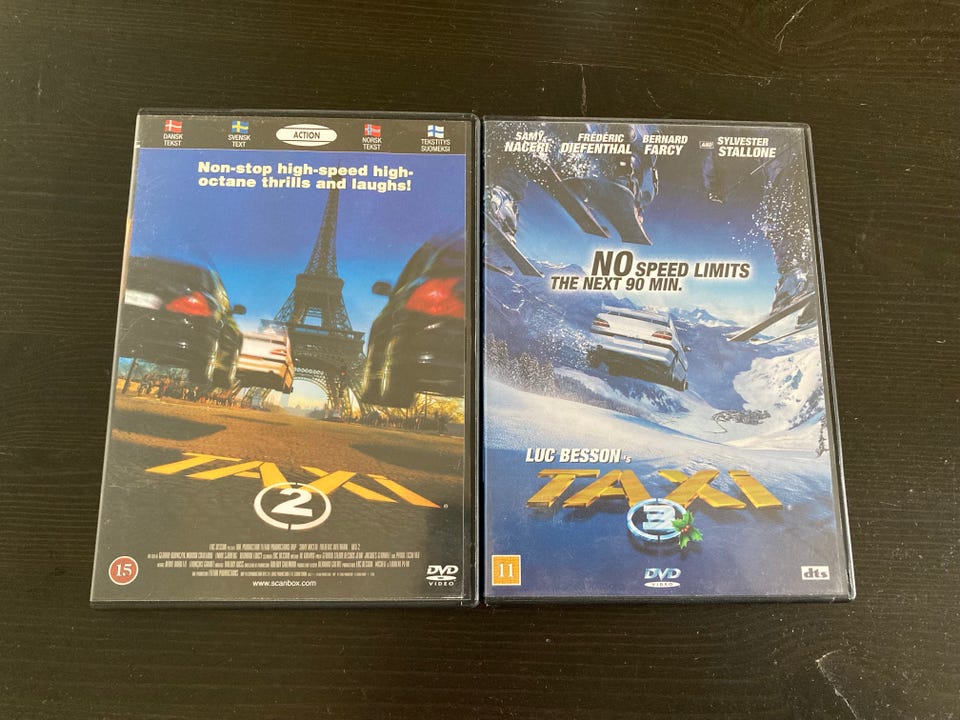 DANSK
TEKST
SVENSK
TEXT
ACTION
NORSK
TEKST
TEKSTITYS
SUOMEKSI
Non-stop high-speed high-
octane thrills and laughs!
TAXI
2
15
www.scanbox.com
DVD
VIDEO
SAMY
NACERI
FRÉDÉRIC
DIEFENTHAL
BERNARD
FARCY
AND
SYLVESTER
STALLONE
NO SPEED LIMITS
THE NEXT 90 MIN.
LUC BESSON's
TAXI
3
11
DVD
VIDEO
dts